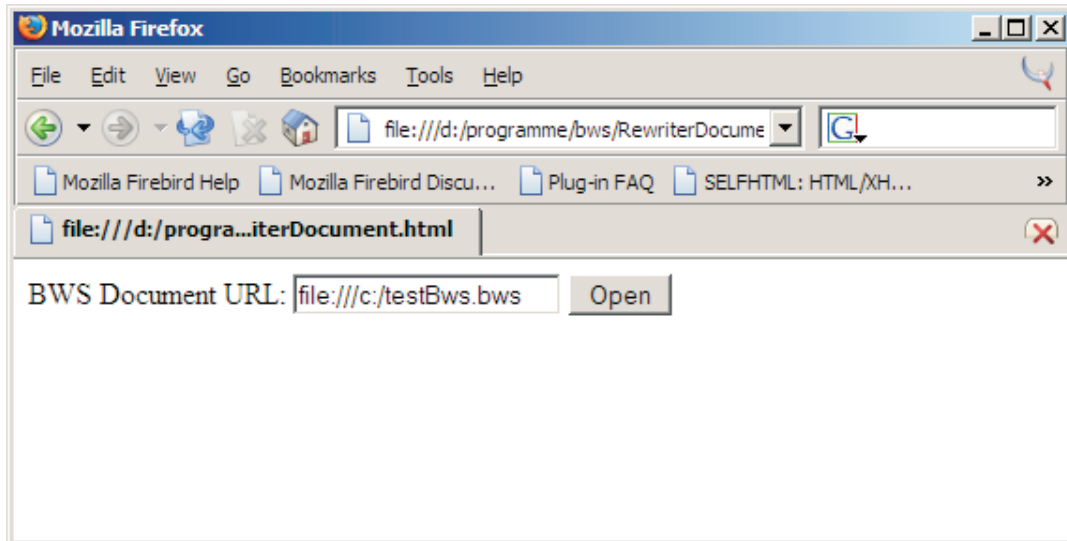 Mozilla Firefox
File Edit View Go Bookmarks Tools Help
file:///d:/programme/bws/RewriterDocume G
Mozilla Firebird Help Mozilla Firebird Discu... Plug-in FAQ SELFHTML: HTML/XH... »
file:///d:/progra...iterDocument.html
BWS Document URL: file:///c:/testBws.bws Open